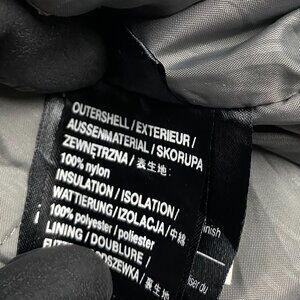 OUTERSHELL / EXTERIEUR /
AUSSENMATERIAL / SKORUPA
ZEWNĘTRZNA / 表生地:
100% nylon
INSULATION / ISOLATION /
WATTIERUNG / IZOLACJA / 中綿
100% polyester / poliester
LINING / DOUBLURE /